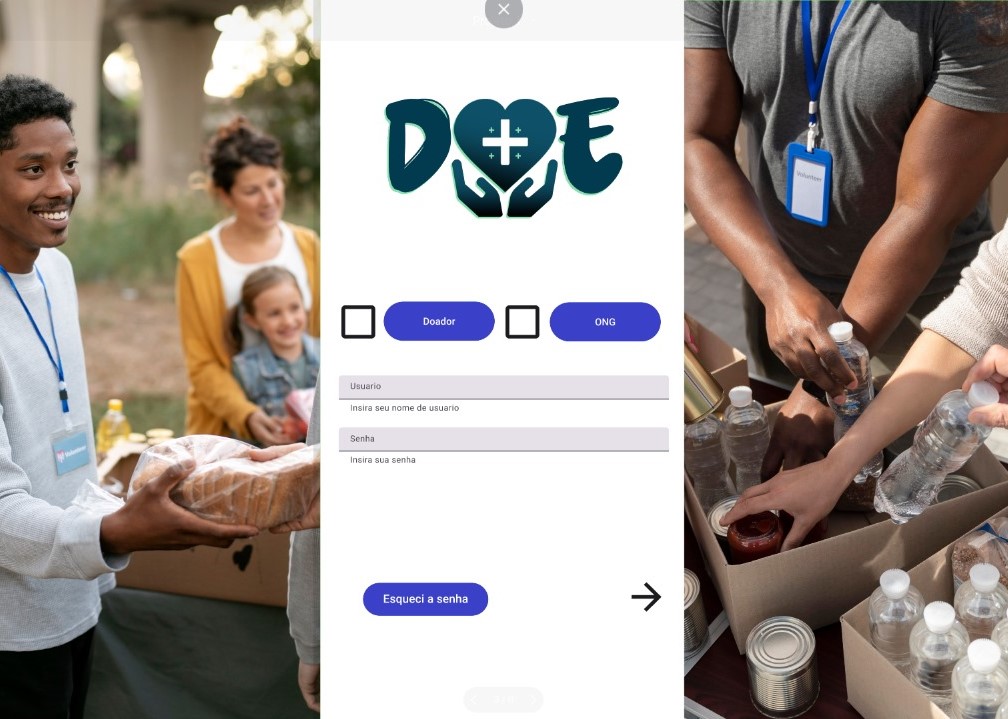 DOE
Doador
ONG
Usuario
Insira seu nome de usuario
Senha
Insira sua senha
Esqueci a senha
Volunteer